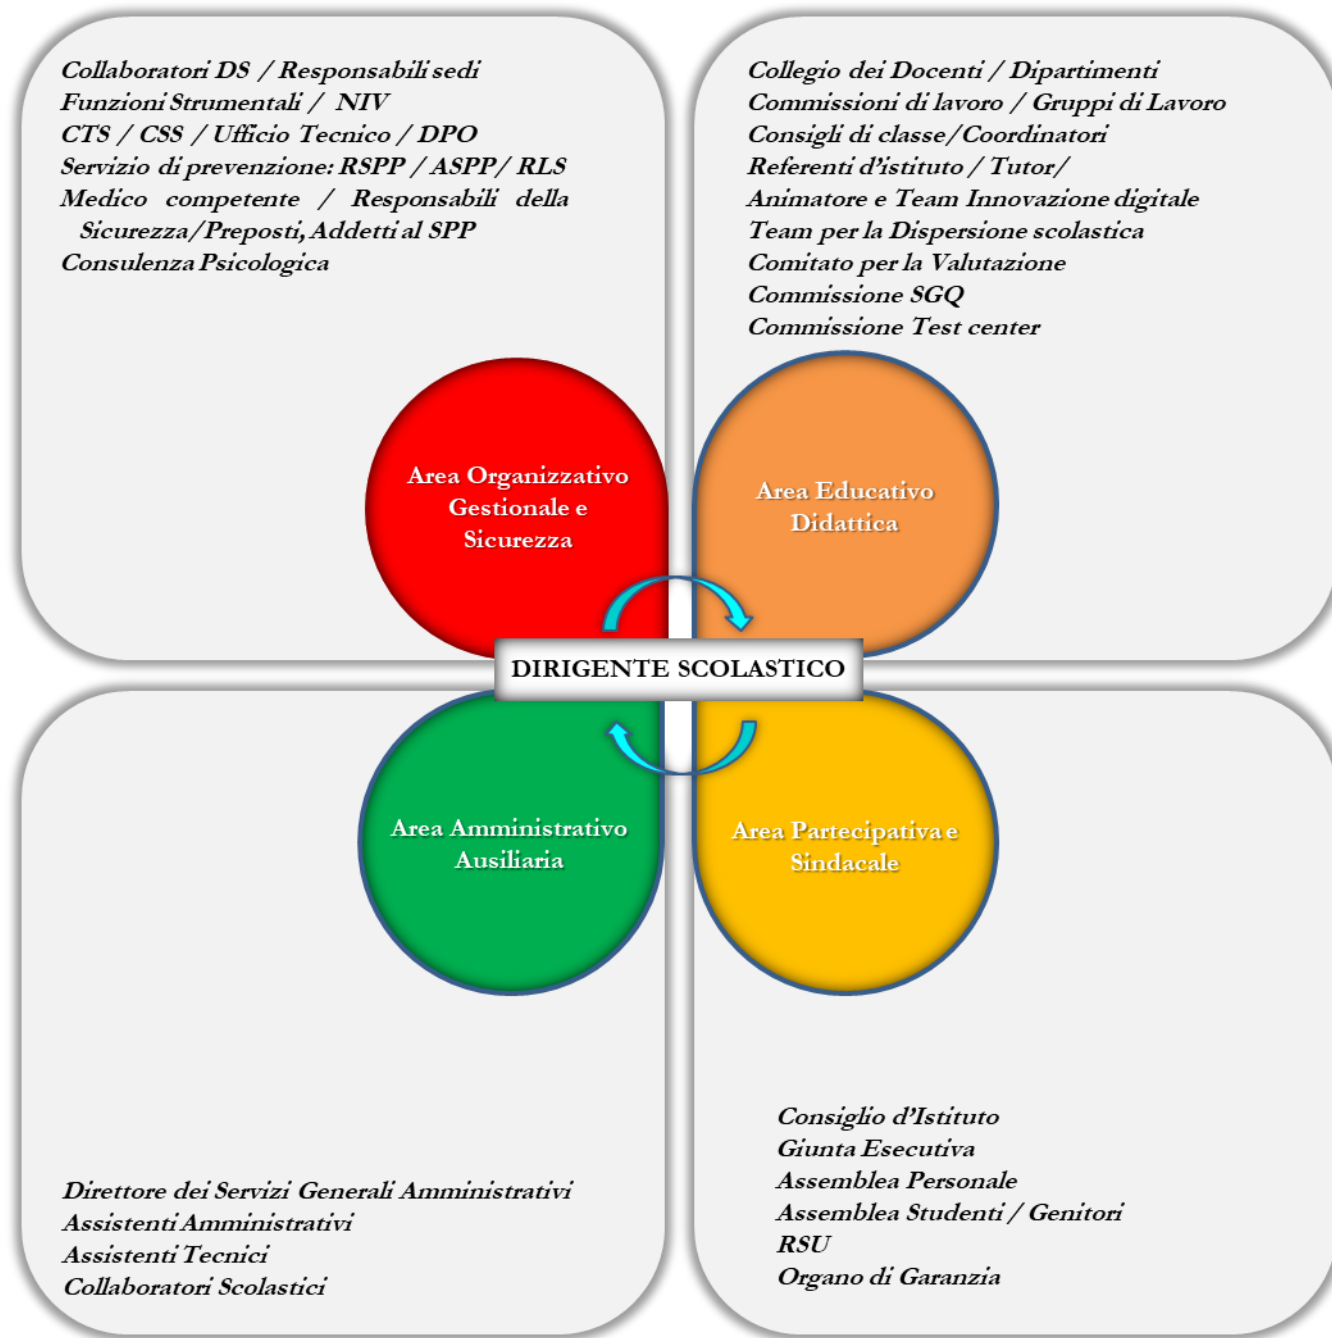 Collaboratori DS / Responsabili sedi
Funzioni Strumentali / NIV
CTS / CSS / Ufficio Tecnico / DPO
Servizio di prevenzione: RSPP / ASPP/ RLS
Medico competente / Responsabili della
Sicurezza/Preposti, Addetti al SPP
Consulenza Psicologica
Collegio dei Docenti / Dipartimenti
Commissioni di lavoro / Gruppi di Lavoro
Consigli di classe/Coordinatori
Referenti d'istituto / Tutor/
Animatore e Team Innovazione digitale
Team per la Dispersione scolastica
Comitato per la Valutazione
Commissione SGQ
Commissione Test center
Area Organizzativo
Gestionale e
Sicurezza
Area Educativo
Didattica
DIRIGENTE SCOLASTICO
Area Amministrativo
Ausiliaria
Area Partecipativa e
Sindacale
Direttore dei Servizi Generali Amministrativi
Assistenti Amministrativi
Assistenti Tecnici
Collaboratori Scolastici
Consiglio d'Istituto
Giunta Esecutiva
Assemblea Personale
Assemblea Studenti / Genitori
RSU
Organo di Garanzia